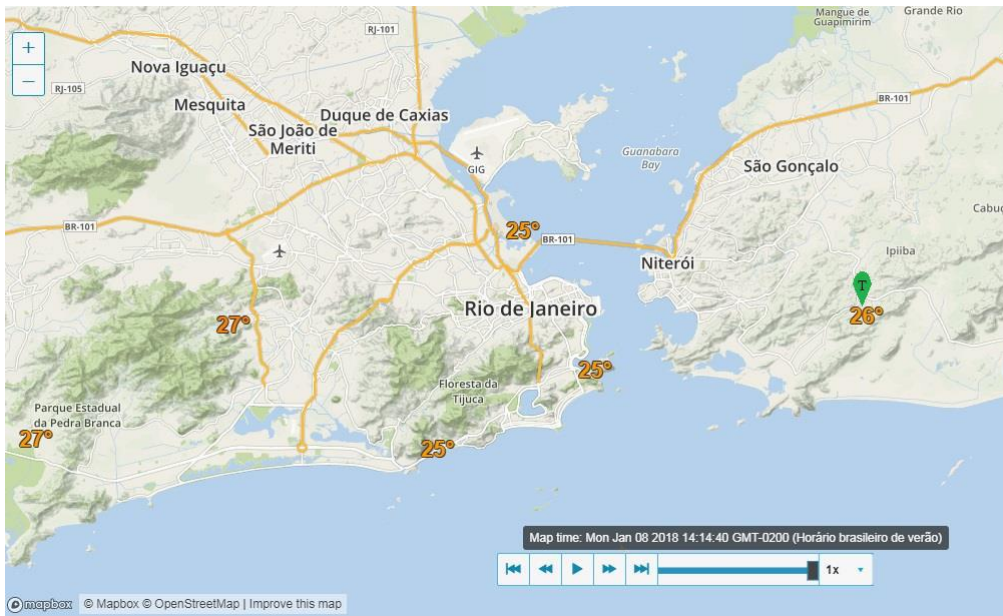 Mangue de
Guapimirim
Grande Rio
+
−
RJ-101
Nova Iguaçu
RJ-105
BR-101
Mesquita
Duque de Caxias
São João de
Meriti
GIG
Guanabara
Bay
São Gonçalo
Cabuç
BR-101
25°
BR-101
Niterói
Ipiiba
T
26°
Rio de Janeiro
27°
25°
Floresta da
Tijuca
Parque Estadual
da Pedra Branca
27°
25°
Map time: Mon Jan 08 2018 14:14:40 GMT-0200 (Horário brasileiro de verão)
1x
mapbox © Mapbox © OpenStreetMap | Improve this map